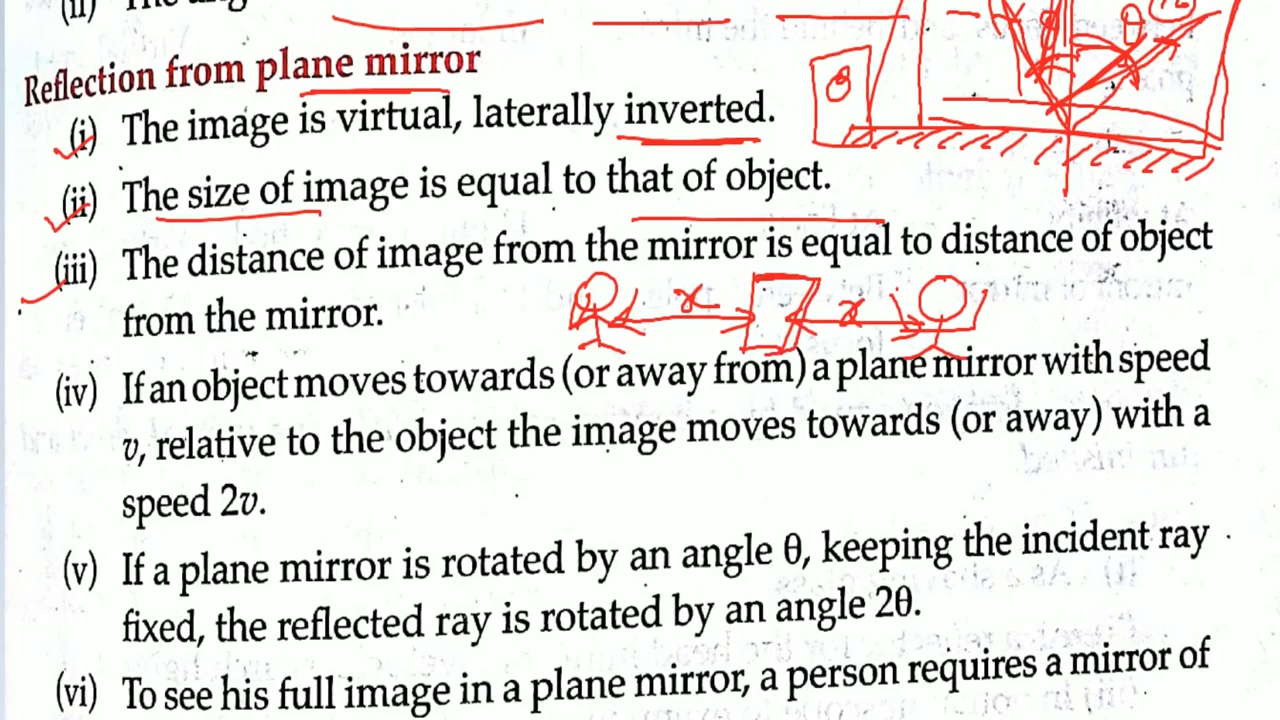 (ii) The ang
Reflection from plane mirror
(i) The image is virtual, laterally inverted.
(ii) The size of image is equal to that of object.
(iii) The distance of image from the mirror is equal to distance of object
from the mirror.
x x
(iv) If an object moves towards (or away from) a plane mirror with speed
v, relative to the object the image moves towards (or away) with a
speed 2v.
(v) If a plane mirror is rotated by an angle θ, keeping the incident ray
fixed, the reflected ray is rotated by an angle 2θ.
(vi) To see his full image in a plane mirror, a person requires a mirror of